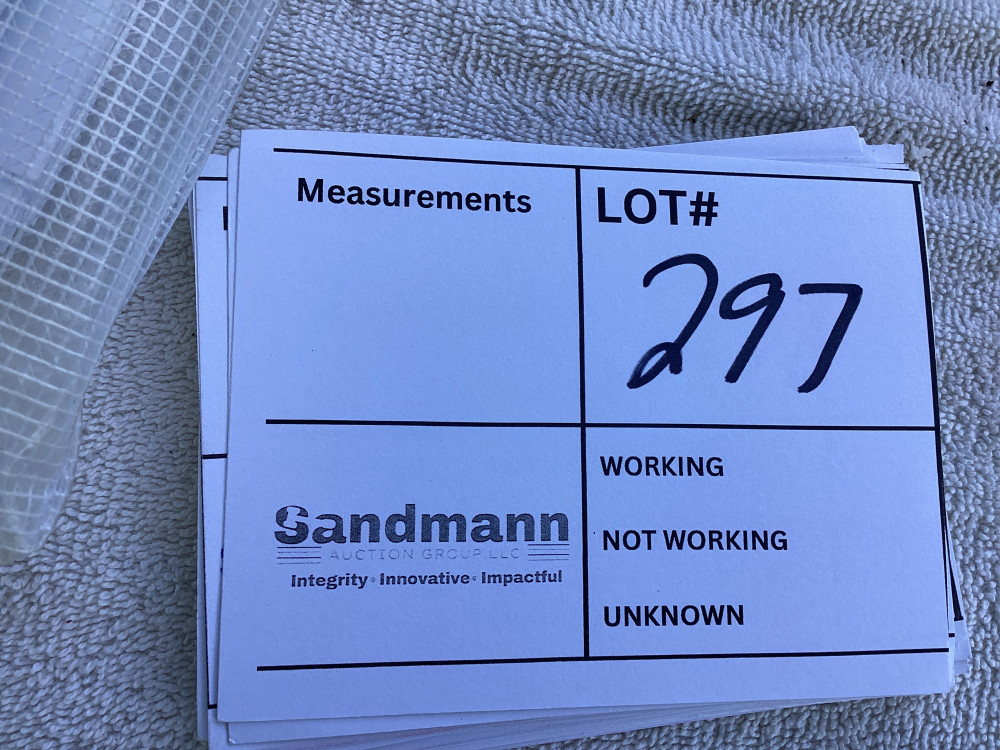 Measurements
LOT#
297
Sandmann
AUCTION GROUP LLC
Integrity • Innovative • Impactful
WORKING
NOT WORKING
UNKNOWN